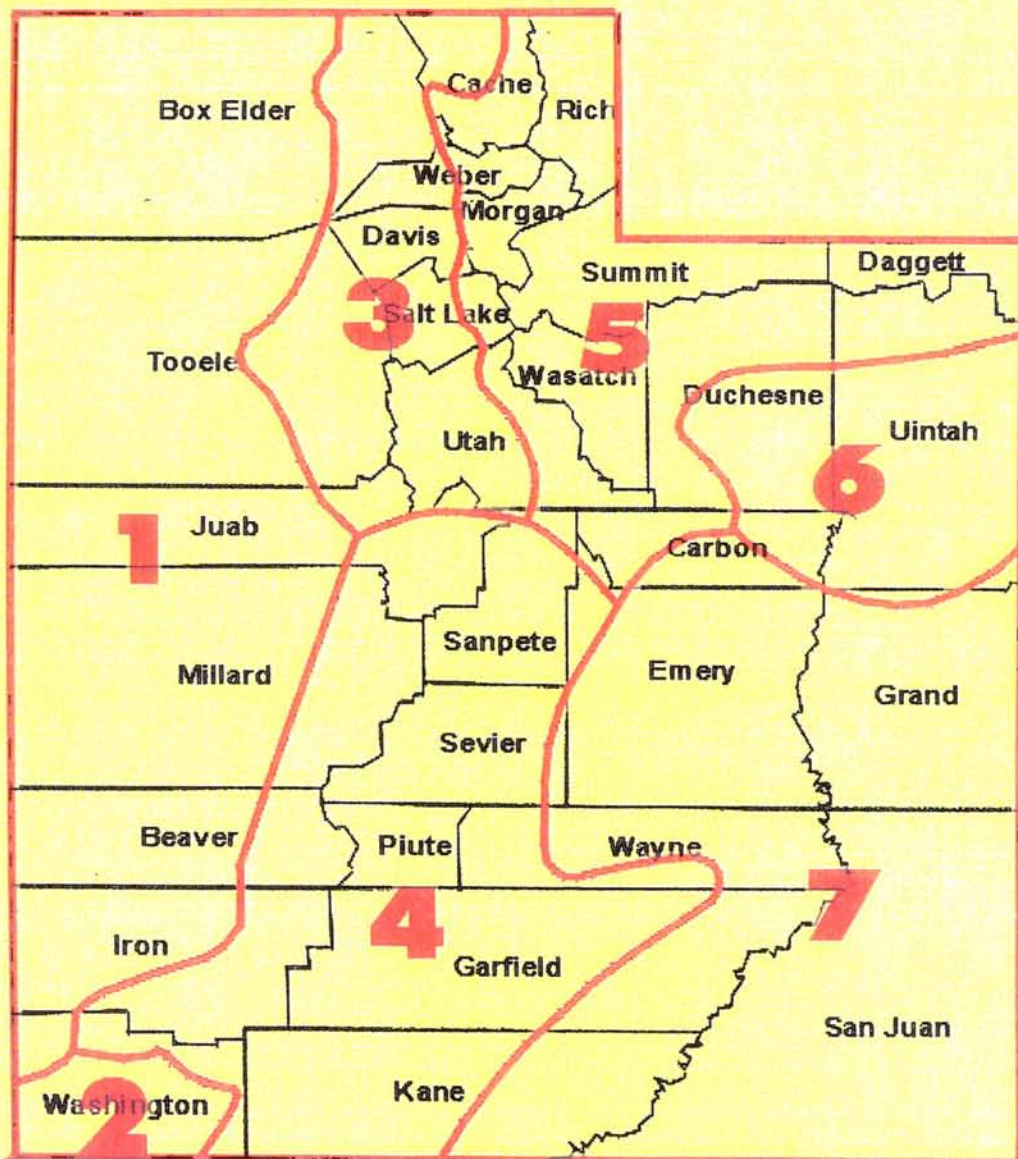 Cache
Box Elder
Rich
Weber
Morgan
Davis
Summit
Daggett
3
Salt Lake
5
Tooele
Wasatch
Duchesne
Utah
Uintah
6
1
Juab
Carbon
Sanpete
Emery
Millard
Grand
Sevier
Beaver
Piute
Wayne
4
7
Iron
Garfield
San Juan
Kane
Washington
2